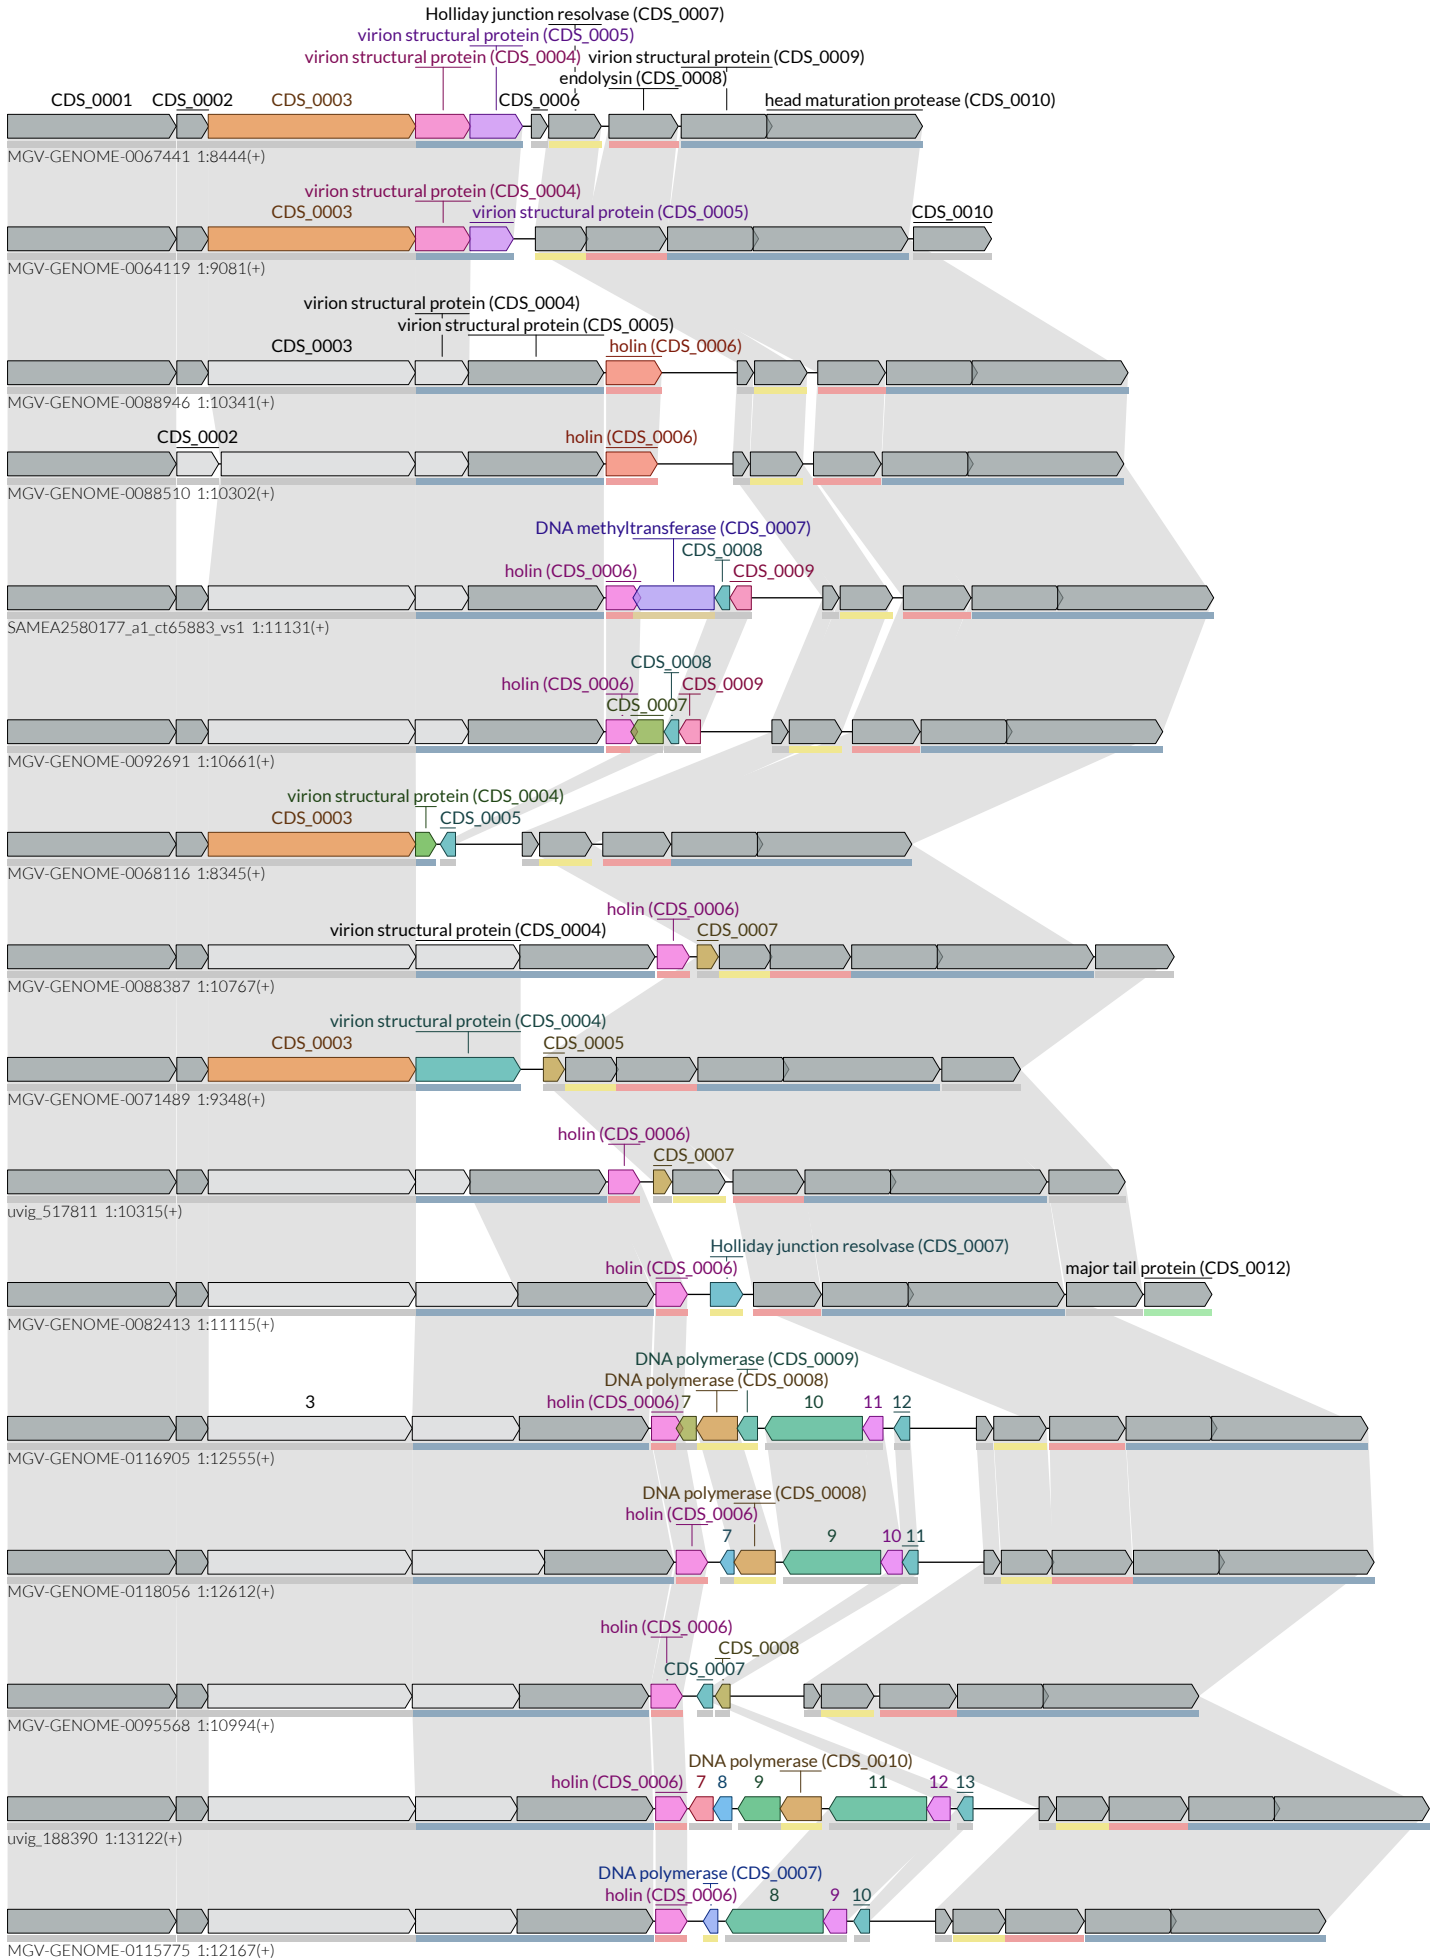 Holliday junction resolvase (CDS_0007)
virion structural protein (CDS_0005)
virion structural protein (CDS_0004) virion structural protein (CDS_0009)
endolysin (CDS_0008)
CDS_0001 CDS_0002 CDS_0003 CDS_0006 head maturation protease (CDS_0010)
MGV-GENOME-0067441 1:8444(+)
virion structural protein (CDS_0004)
CDS_0003 virion structural protein (CDS_0005) CDS_0010
MGV-GENOME-0064119 1:9081(+)
virion structural protein (CDS_0004)
virion structural protein (CDS_0005)
CDS_0003 holin (CDS_0006)
MGV-GENOME-0088946 1:10341(+)
CDS_0002 holin (CDS_0006)
MGV-GENOME-0088510 1:10302(+)
DNA methyltransferase (CDS_0007)
CDS_0008
holin (CDS_0006) CDS_0009
SAMEA2580177_a1_ct65883_vs1 1:11131(+)
CDS_0008
holin (CDS_0006) CDS_0009
CDS_0007
MGV-GENOME-0092691 1:10661(+)
virion structural protein (CDS_0004)
CDS_0003 CDS_0005
MGV-GENOME-0068116 1:8345(+)
holin (CDS_0006)
virion structural protein (CDS_0004) CDS_0007
MGV-GENOME-0088387 1:10767(+)
virion structural protein (CDS_0004)
CDS_0003 CDS_0005
MGV-GENOME-0071489 1:9348(+)
holin (CDS_0006)
CDS_0007
uvig_517811 1:10315(+)
Holliday junction resolvase (CDS_0007)
holin (CDS_0006) major tail protein (CDS_0012)
MGV-GENOME-0082413 1:11115(+)
DNA polymerase (CDS_0009)
DNA polymerase (CDS_0008)
3 holin (CDS_0006) 7 10 11 12
MGV-GENOME-0116905 1:12555(+)
DNA polymerase (CDS_0008)
holin (CDS_0006)
7 9 10 11
MGV-GENOME-0118056 1:12612(+)
holin (CDS_0006)
CDS_0008
CDS_0007
MGV-GENOME-0095568 1:10994(+)
DNA polymerase (CDS_0010)
holin (CDS_0006) 7 8 9 11 12 13
uvig_188390 1:13122(+)
DNA polymerase (CDS_0007)
holin (CDS_0006) 8 9 10
MGV-GENOME-0115775 1:12167(+)